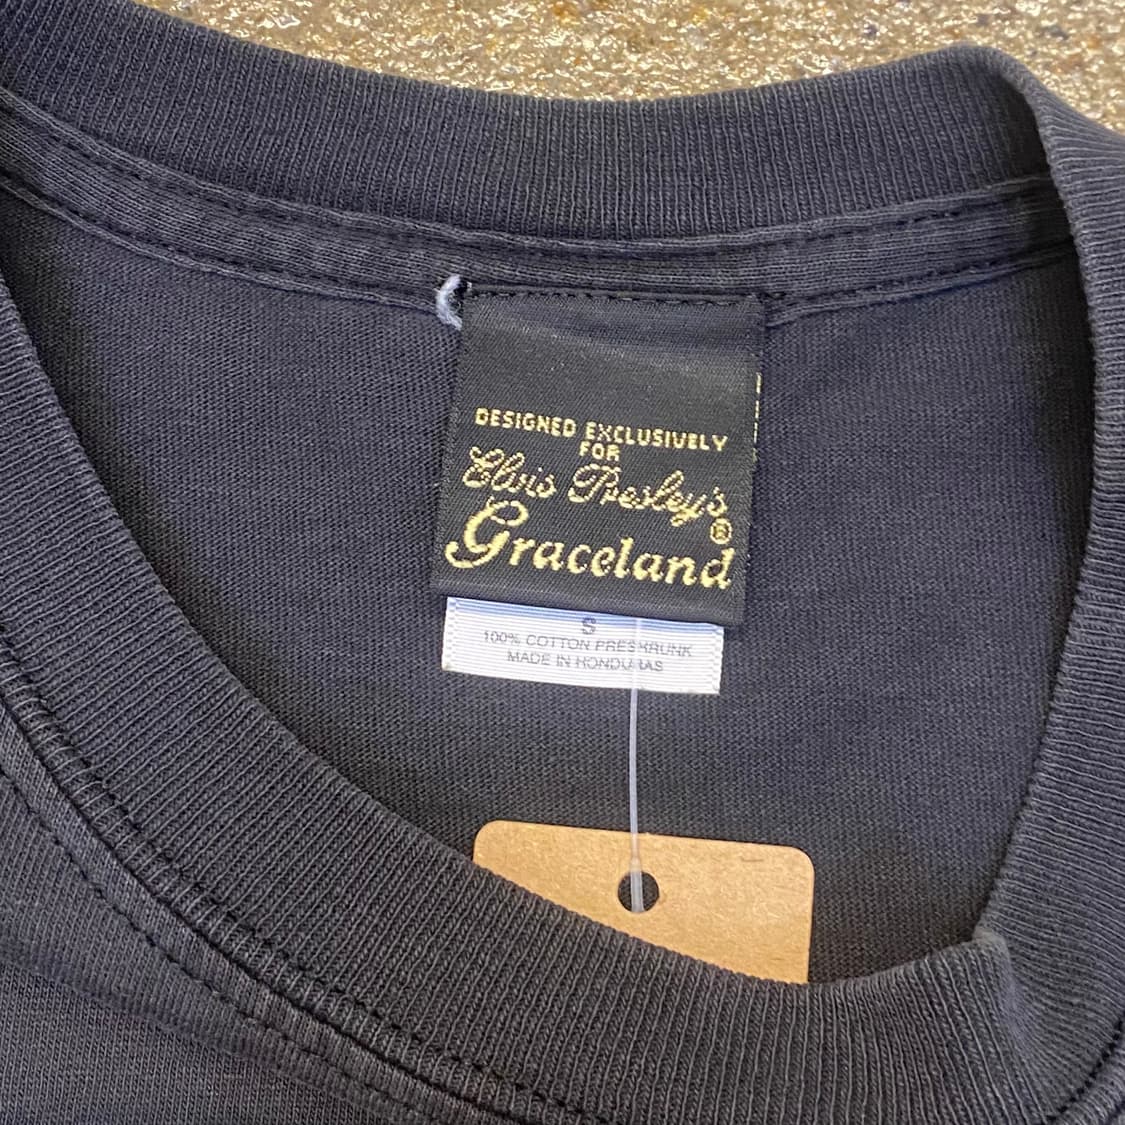 DESIGNED EXCLUSIVELY
FOR
Elvis Presley's
Graceland®
S
100% COTTON PRESHRUNK
MADE IN HONDURAS